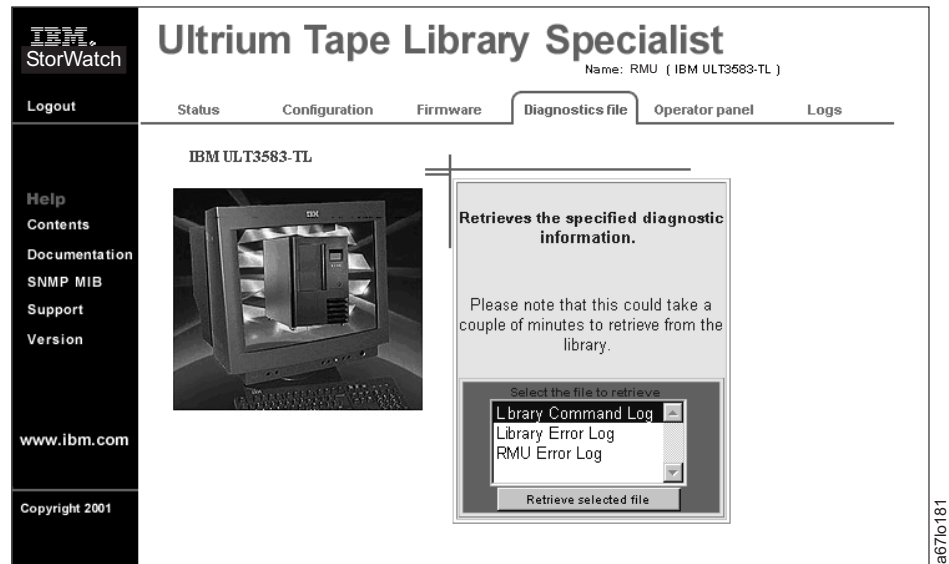 IBM.
StorWatch
Ultrium Tape Library Specialist
Name: RMU ( IBM ULT3583-TL )
Logout
Status
Configuration
Firmware
Diagnostics file
Operator panel
Logs
IBM ULT3583-TL
Help
Contents
Documentation
SNMP MIB
Support
Version
www.ibm.com
Copyright 2001
IBM
Retrieves the specified diagnostic
information.
Please note that this could take a
couple of minutes to retrieve from the
library.
Select the file to retrieve
Lbrary Command Log
Library Error Log
RMU Error Log
Retrieve selected file
a67lo181